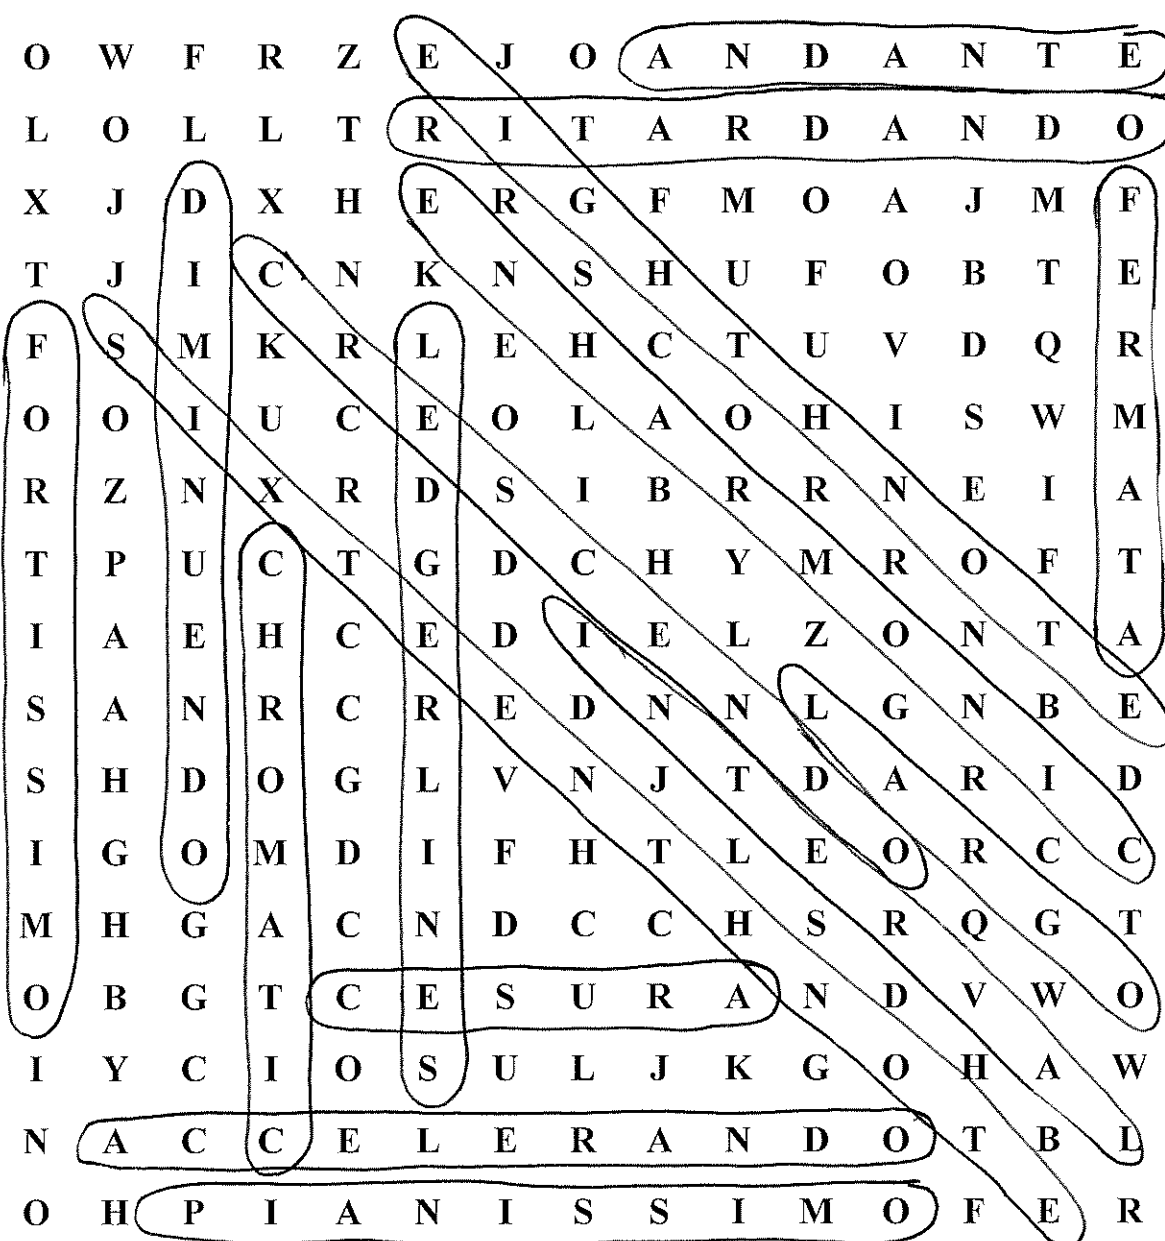 O W F R Z E J O A N D A N T E
L O L L T R I T A R D A N D O
X J D X H E R G F M O A J M F
T J I C N K N S H U F O B T E
F S M K R L E H C T U V D Q R
O O I U C E O L A O H I S W M
R Z N X R D S I B R R N E I A
T P U C T G D C H Y M R O F T
I A E H C E D I E L Z O N T A
S A N R C R E D N N L G N B E
S H D O G L V N J T D A R I D
I G O M D I F H T L E O R C C
M H G A C N D C C H S R Q G T
O B G T C E S U R A N D V W O
I Y C I O S U L J K G O H A W
N A C C E L E R A N D O T B L
O H P I A N I S S I M O F E R